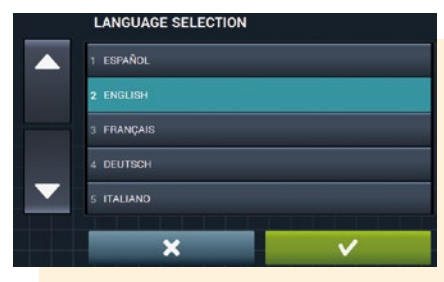 LANGUAGE SELECTION
1 ESPAÑOL
2 ENGLISH
3 FRANÇAIS
4 DEUTSCH
5 ITALIANO